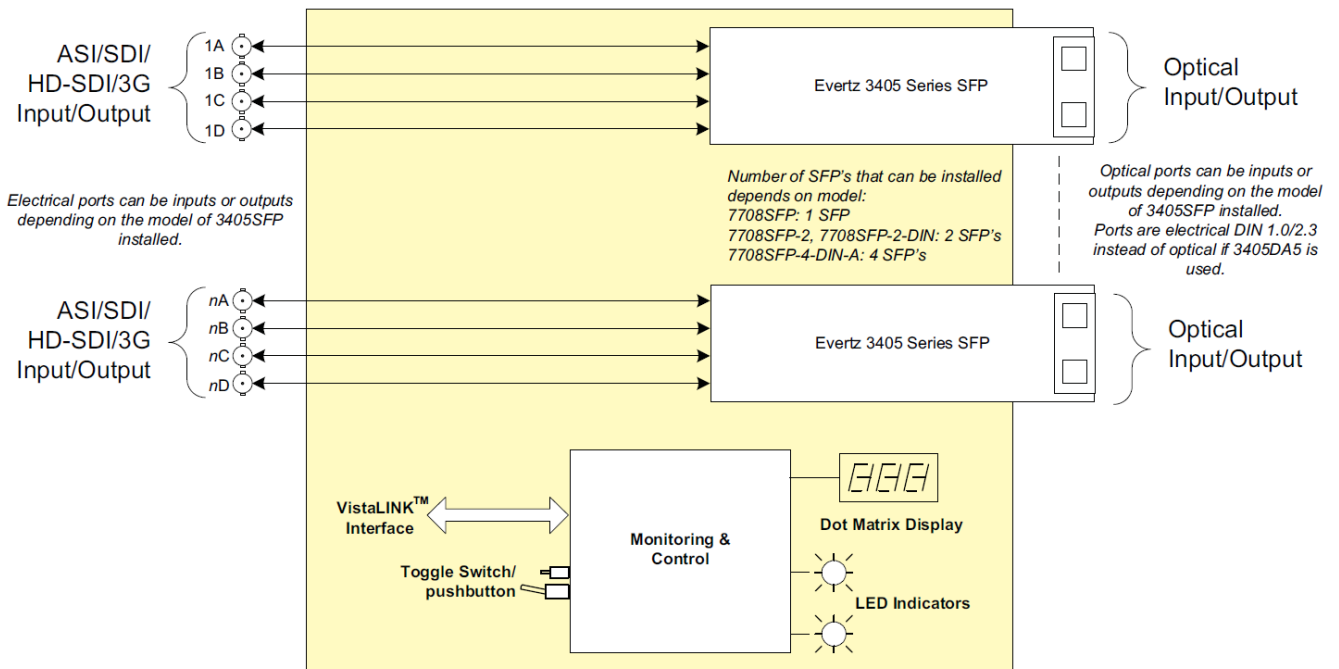 ASI/SDI/
HD-SDI/3G
Input/Output
1A
1B
1C
1D
Evertz 3405 Series SFP
Optical
Input/Output
Electrical ports can be inputs or outputs
depending on the model of 3405SFP
installed.
Number of SFP's that can be installed
depends on model:
7708SFP: 1 SFP
7708SFP-2, 7708SFP-2-DIN: 2 SFP's
7708SFP-4-DIN-A: 4 SFP's
Optical ports can be inputs or
outputs depending on the model
of 3405SFP installed.
Ports are electrical DIN 1.0/2.3
instead of optical if 3405DA5 is
used.
ASI/SDI/
HD-SDI/3G
Input/Output
nA
nB
nC
nD
Evertz 3405 Series SFP
Optical
Input/Output
VistaLINK™
Interface
Toggle Switch/
pushbutton
Monitoring &
Control
Dot Matrix Display
LED Indicators